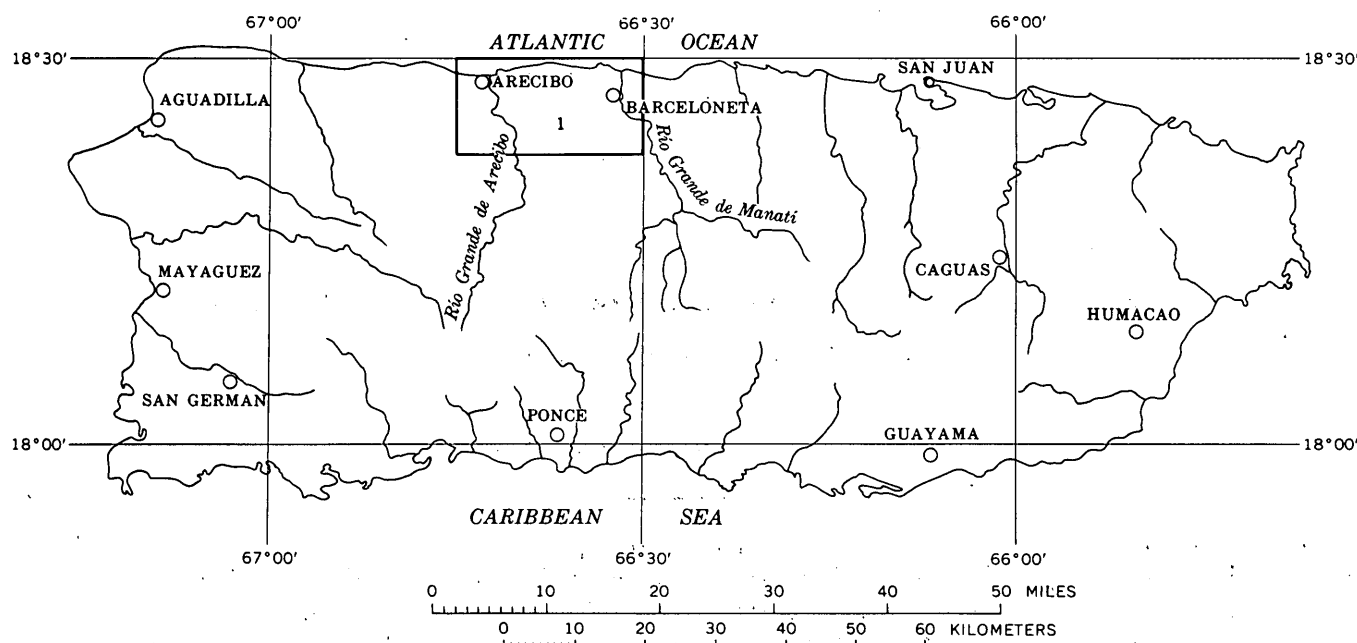 67°00' 66°30' 66°00'
ATLANTIC OCEAN
18°30' 18°30'
SAN JUAN
ARECIBO
AGUADILLA
BARCELONETA
1
Río Grande de Arecibo
Río Grande de Manatí
MAYAGUEZ
CAGUAS
HUMACAO
SAN GERMAN
PONCE
GUAYAMA
18°00' 18°00'
CARIBBEAN SEA
67°00' 66°30' 66°00'
0 10 20 30 40 50 MILES
0 10 20 30 40 50 60 KILOMETERS